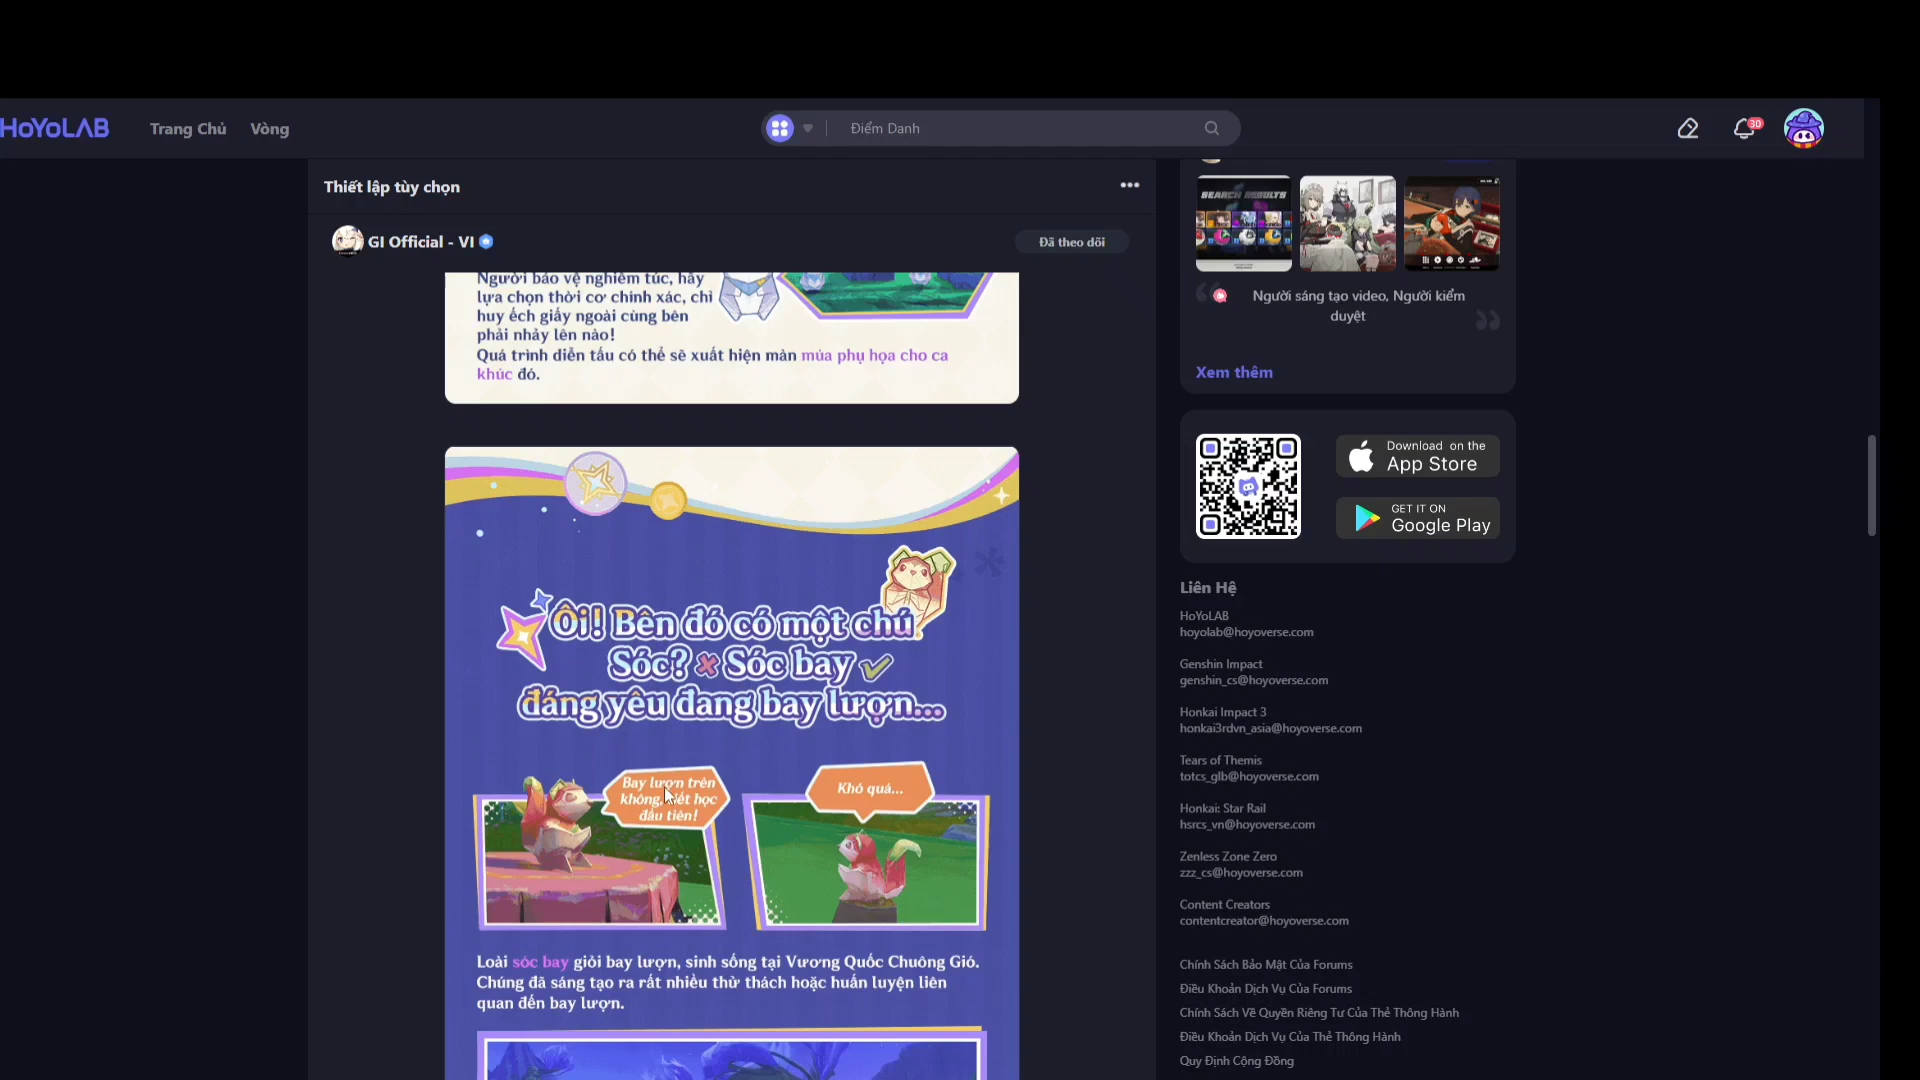 HoYoLAB
Trang Chủ
Vòng
Điểm Danh
30
Thiết lập tùy chọn
GI Official - VI
Đã theo dõi
Người bảo vệ nghiêm túc, hãy
lựa chọn thời cơ chính xác, chỉ
huy ếch giấy ngoài cùng bên
phải nhảy lên nào!
Quá trình diễn tấu có thể sẽ xuất hiện màn múa phụ họa cho ca
khúc đó.
Ôi! Bên đó có một chú
Sóc? Sóc bay
đáng yêu đang bay lượn...
Bay lượn trên
không, tiết học
đầu tiên!
Khó quá...
Loài sóc bay giỏi bay lượn, sinh sống tại Vương Quốc Chuông Gió.
Chúng đã sáng tạo ra rất nhiều thử thách hoặc huấn luyện liên
quan đến bay lượn.
SEARCH RESULTS
Người sáng tạo video, Người kiểm
duyệt
Xem thêm
Download on the
App Store
GET IT ON
Google Play
Liên Hệ
HoYoLAB
hoyolab@hoyoverse.com
Genshin Impact
genshin_cs@hoyoverse.com
Honkai Impact 3
honkai3rdvn_asia@hoyoverse.com
Tears of Themis
totcs_glb@hoyoverse.com
Honkai: Star Rail
hsrcs_vn@hoyoverse.com
Zenless Zone Zero
zzz_cs@hoyoverse.com
Content Creators
contentcreator@hoyoverse.com
Chính Sách Bảo Mật Của Forums
Điều Khoản Dịch Vụ Của Forums
Chính Sách Về Quyền Riêng Tư Của Thẻ Thông Hành
Điều Khoản Dịch Vụ Của Thẻ Thông Hành
Quy Định Cộng Đồng